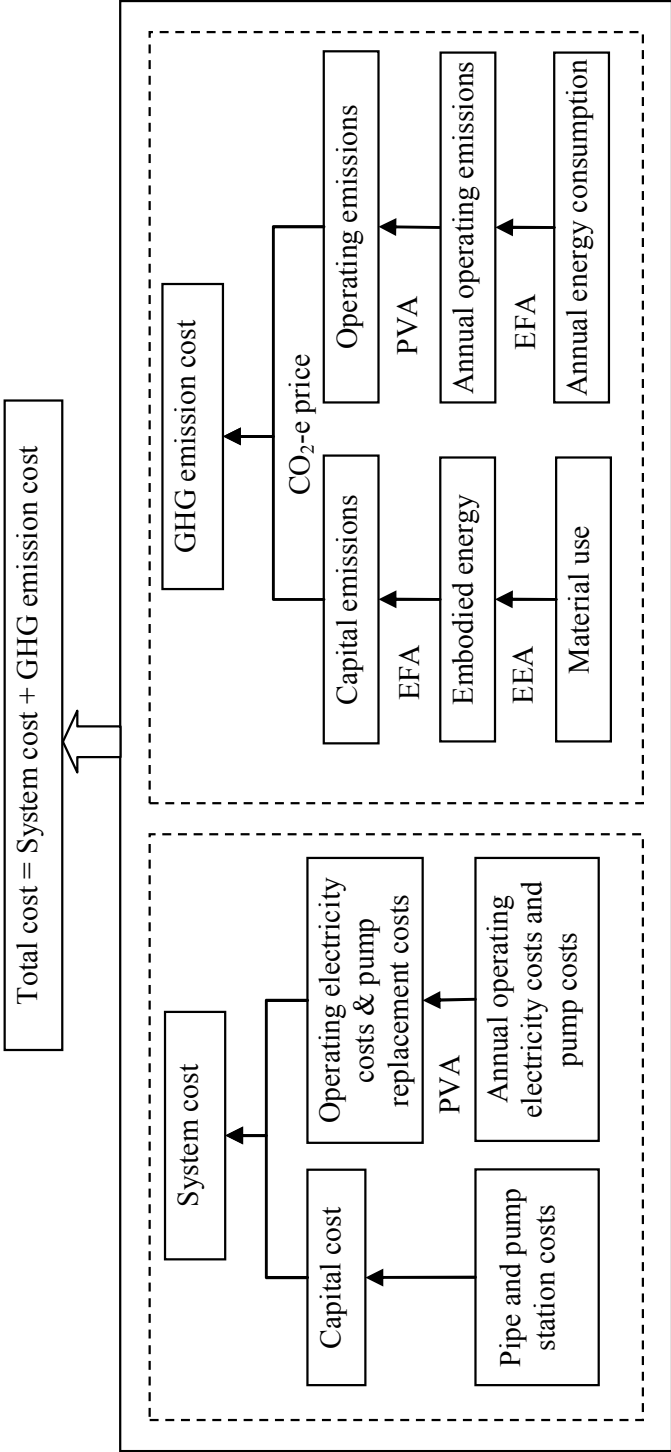 Total cost = System cost + GHG emission cost
System cost
Capital cost
Operating electricity
costs & pump
replacement costs
PVA
Pipe and pump
station costs
Annual operating
electricity costs and
pump costs
GHG emission cost
CO₂-e price
Capital emissions
Operating emissions
EFA
PVA
Embodied energy
Annual operating emissions
EEA
EFA
Material use
Annual energy consumption